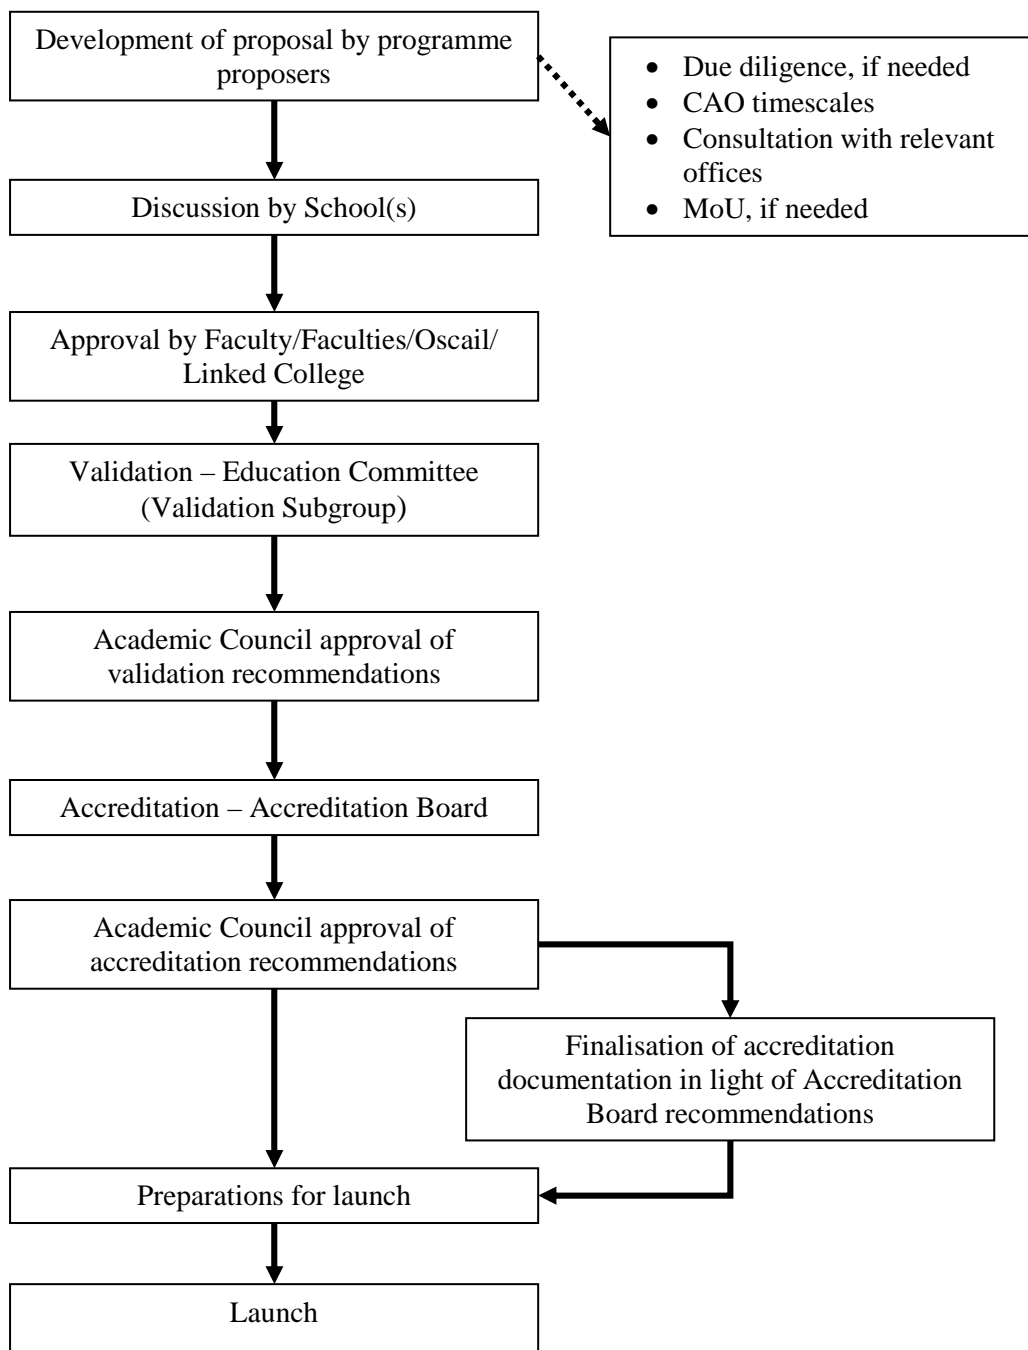 Development of proposal by programme
proposers
• Due diligence, if needed
• CAO timescales
• Consultation with relevant
offices
• MoU, if needed
Discussion by School(s)
Approval by Faculty/Faculties/Oscail/
Linked College
Validation – Education Committee
(Validation Subgroup)
Academic Council approval of
validation recommendations
Accreditation – Accreditation Board
Academic Council approval of
accreditation recommendations
Finalisation of accreditation
documentation in light of Accreditation
Board recommendations
Preparations for launch
Launch